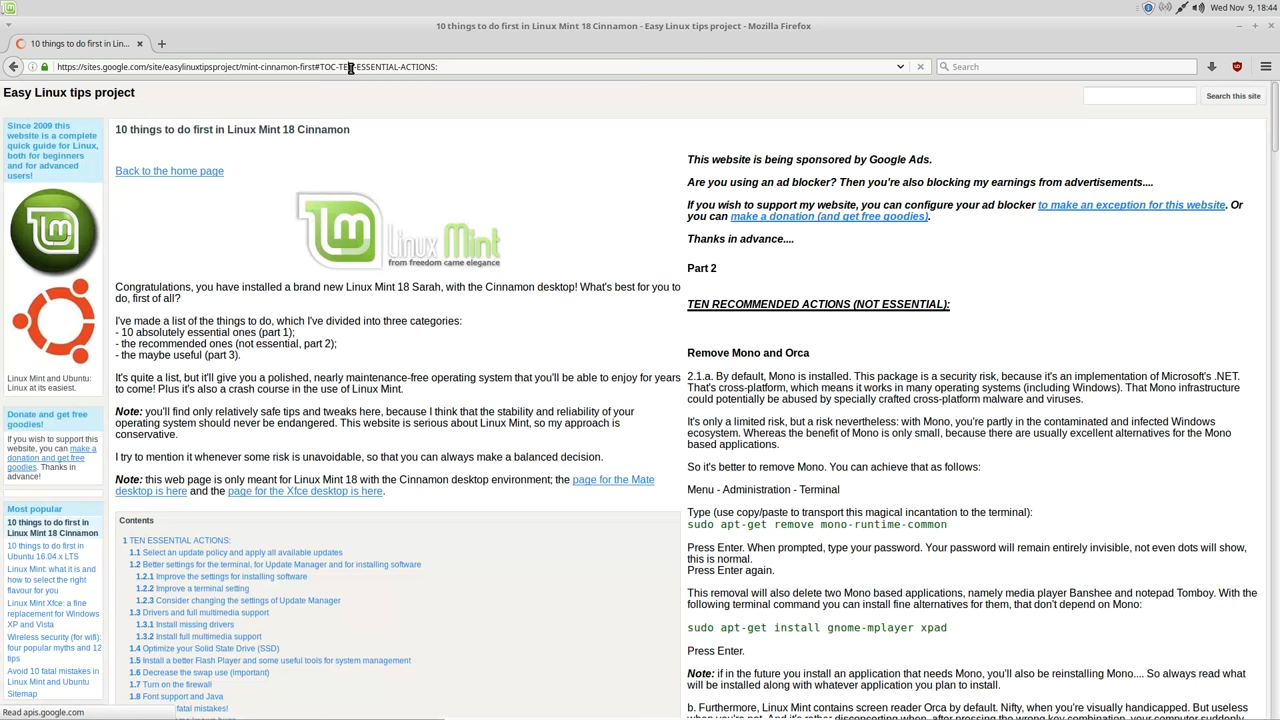 Wed Nov 9, 18:44
10 things to do first in Linux Mint 18 Cinnamon - Easy Linux tips project - Mozilla Firefox
10 things to do first in Lin...
https://sites.google.com/site/easylinuxtipsproject/mint-cinnamon-first#TOC-TEN-ESSENTIAL-ACTIONS:
Search
Easy Linux tips project
Search this site
Since 2009 this
website is a complete
quick guide for Linux,
both for beginners
and for advanced
users!
Linux Mint and Ubuntu:
Linux at its easiest.
Donate and get free
goodies!
If you wish to support this
website, you can make a
donation and get free
goodies. Thanks in
advance!
Most popular
10 things to do first in
Linux Mint 18 Cinnamon
10 things to do first in
Ubuntu 16.04.x LTS
Linux Mint: what it is and
how to select the right
flavour for you
Linux Mint Xfce: a fine
replacement for Windows
XP and Vista
Wireless security (for wifi):
four popular myths and 12
tips
Avoid 10 fatal mistakes in
Linux Mint and Ubuntu
Sitemap
Read apis.google.com
10 things to do first in Linux Mint 18 Cinnamon
Back to the home page
Linux Mint
from freedom came elegance
Congratulations, you have installed a brand new Linux Mint 18 Sarah, with the Cinnamon desktop! What's best for you to
do, first of all?
I've made a list of the things to do, which I've divided into three categories:
- 10 absolutely essential ones (part 1);
- the recommended ones (not essential, part 2);
- the maybe useful (part 3).
It's quite a list, but it'll give you a polished, nearly maintenance-free operating system that you'll be able to enjoy for years
to come! Plus it's also a crash course in the use of Linux Mint.
Note: you'll find only relatively safe tips and tweaks here, because I think that the stability and reliability of your
operating system should never be endangered. This website is serious about Linux Mint, so my approach is
conservative.
I try to mention it whenever some risk is unavoidable, so that you can always make a balanced decision.
Note: this web page is only meant for Linux Mint 18 with the Cinnamon desktop environment; the page for the Mate
desktop is here and the page for the Xfce desktop is here.
Contents
1 TEN ESSENTIAL ACTIONS:
1.1 Select an update policy and apply all available updates
1.2 Better settings for the terminal, for Update Manager and for installing software
1.2.1 Improve the settings for installing software
1.2.2 Improve a terminal setting
1.2.3 Consider changing the settings of Update Manager
1.3 Drivers and full multimedia support
1.3.1 Install missing drivers
1.3.2 Install full multimedia support
1.4 Optimize your Solid State Drive (SSD)
1.5 Install a better Flash Player and some useful tools for system management
1.6 Decrease the swap use (important)
1.7 Turn on the firewall
1.8 Font support and Java
fatal mistakes!
This website is being sponsored by Google Ads.
Are you using an ad blocker? Then you're also blocking my earnings from advertisements....
If you wish to support my website, you can configure your ad blocker to make an exception for this website. Or
you can make a donation (and get free goodies).
Thanks in advance....
Part 2
TEN RECOMMENDED ACTIONS (NOT ESSENTIAL):
Remove Mono and Orca
2.1.a. By default, Mono is installed. This package is a security risk, because it's an implementation of Microsoft's .NET.
That's cross-platform, which means it works in many operating systems (including Windows). That Mono infrastructure
could potentially be abused by specially crafted cross-platform malware and viruses.
It's only a limited risk, but a risk nevertheless: with Mono, you're partly in the contaminated and infected Windows
ecosystem. Whereas the benefit of Mono is only small, because there are usually excellent alternatives for the Mono
based applications.
So it's better to remove Mono. You can achieve that as follows:
Menu - Administration - Terminal
Type (use copy/paste to transport this magical incantation to the terminal):
sudo apt-get remove mono-runtime-common
Press Enter. When prompted, type your password. Your password will remain entirely invisible, not even dots will show,
this is normal.
Press Enter again.
This removal will also delete two Mono based applications, namely media player Banshee and notepad Tomboy. With the
following terminal command you can install fine alternatives for them, that don't depend on Mono:
sudo apt-get install gnome-mplayer xpad
Press Enter.
Note: if in the future you install an application that needs Mono, you'll also be reinstalling Mono.... So always read what
will be installed along with whatever application you plan to install.
b. Furthermore, Linux Mint contains screen reader Orca by default. Nifty, when you're visually handicapped. But useless